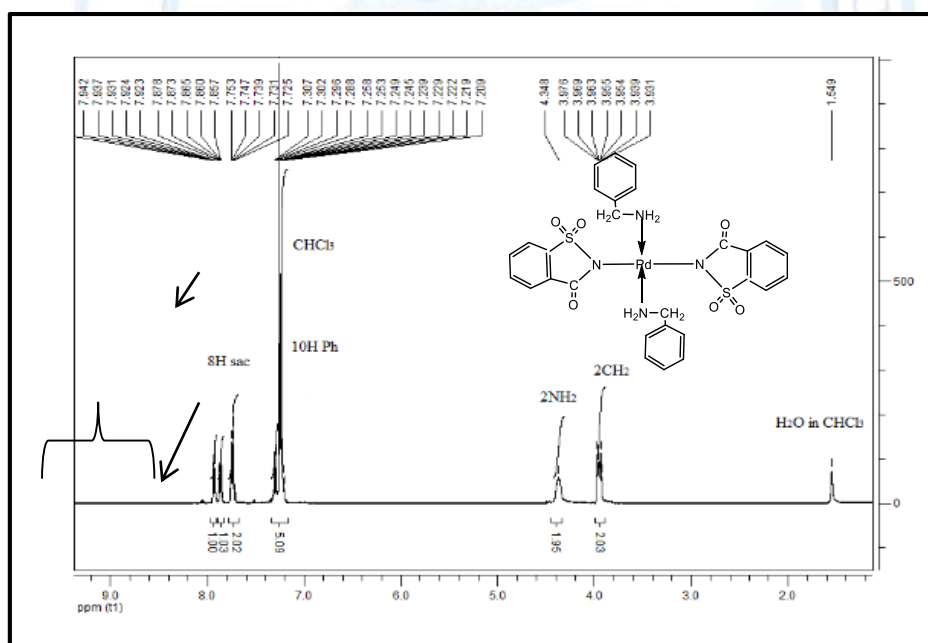 7.942
7.937
7.931
7.924
7.923
7.878
7.873
7.865
7.860
7.857
7.753
7.747
7.739
7.731
7.725
7.307
7.302
7.296
7.288
7.258
7.253
7.249
7.245
7.239
7.229
7.222
7.219
7.209
4.348
3.976
3.969
3.963
3.955
3.954
3.939
3.931
1.549
H₂C—NH₂
O O
S
O
C
N Pd N
C
O
S
O O
H₂N—CH₂
CHCl3
500
10H Ph
8H sac
2CH2
2NH2
H2O in CHCl3
0
1.00
1.03
2.02
5.09
1.95
2.03
9.0 8.0 7.0 6.0 5.0 4.0 3.0 2.0
ppm (t1)